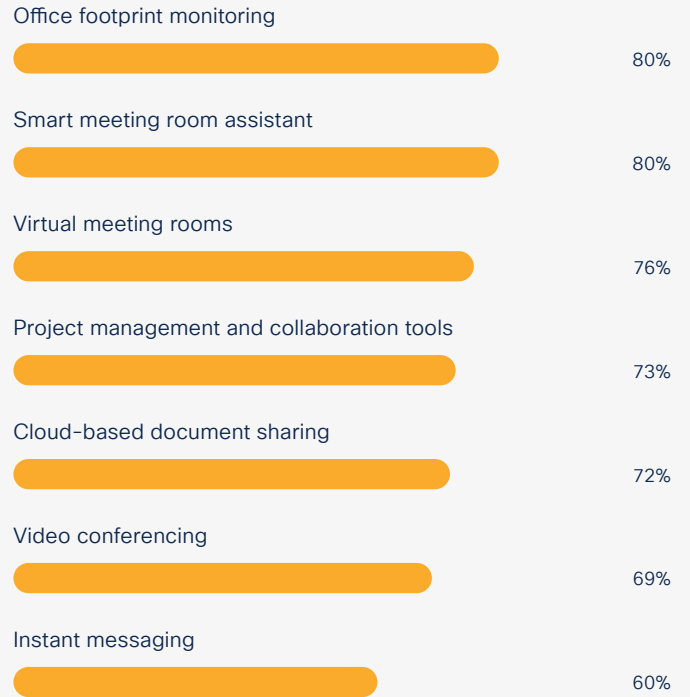 Office footprint monitoring
80%
Smart meeting room assistant
80%
Virtual meeting rooms
76%
Project management and collaboration tools
73%
Cloud-based document sharing
72%
Video conferencing
69%
Instant messaging
60%